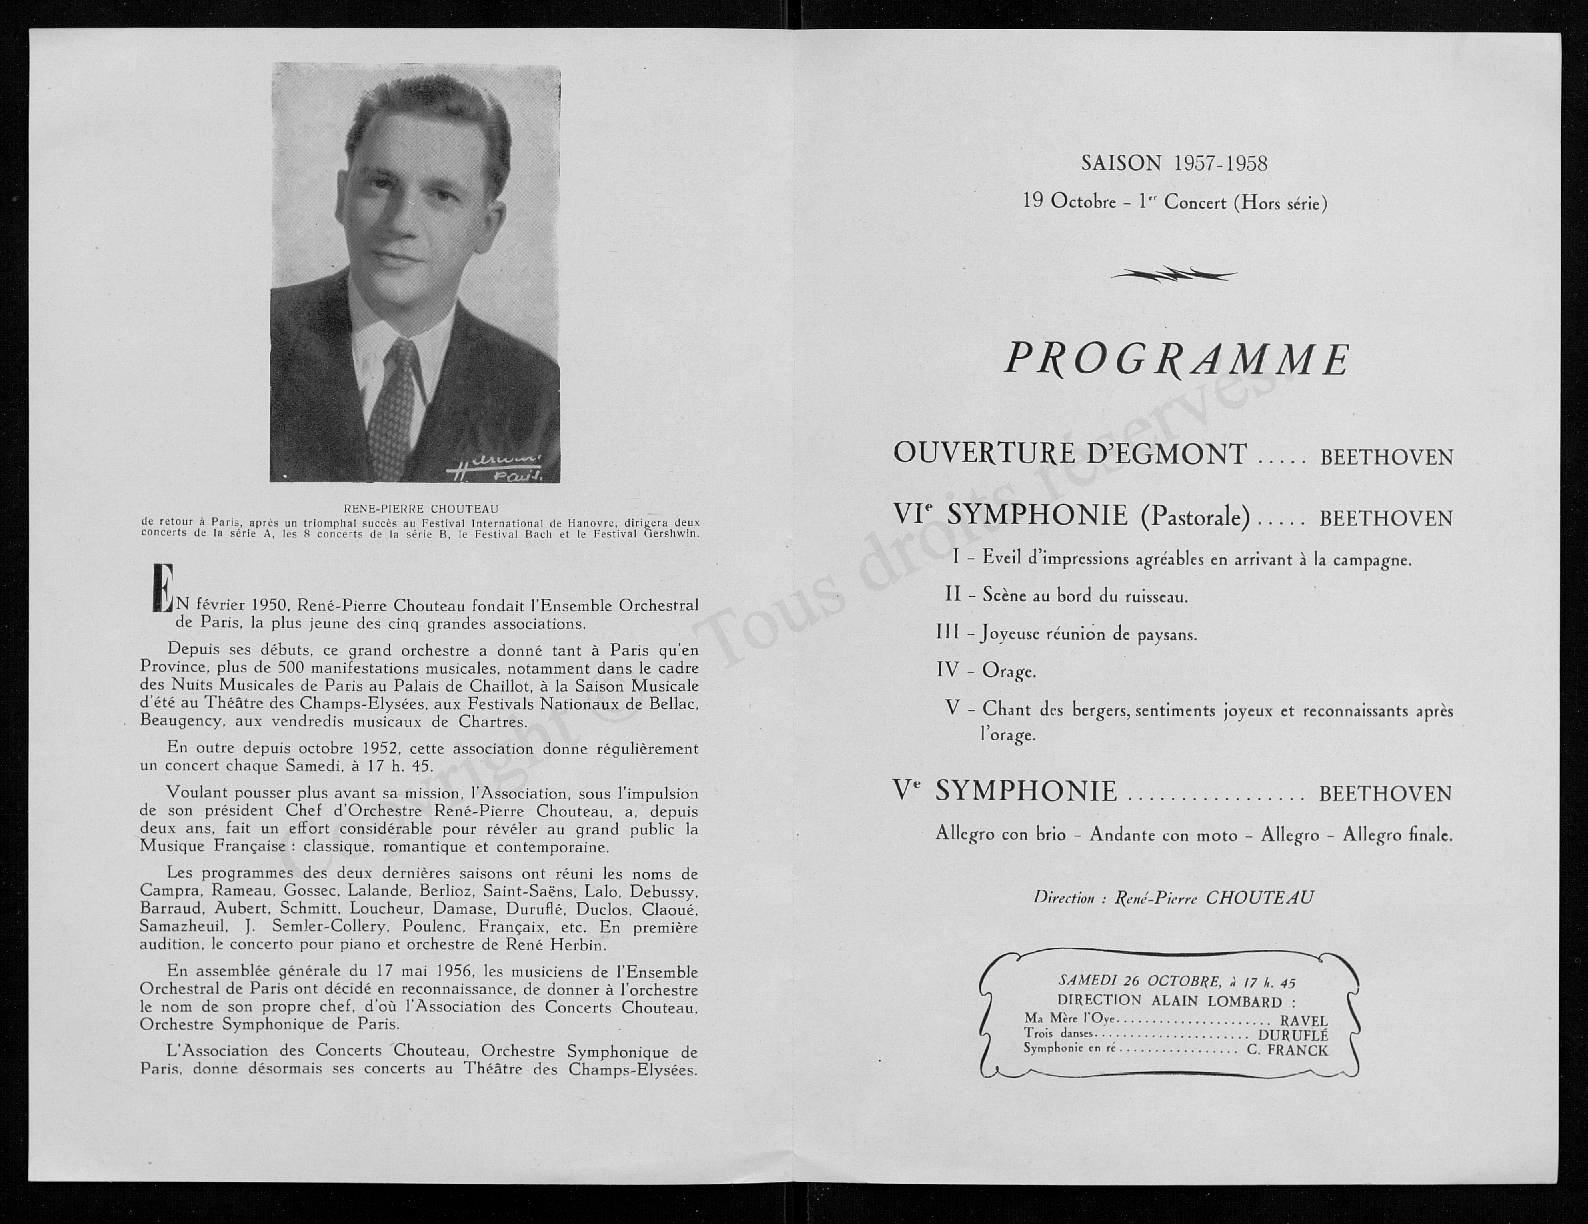 Herwin.
Paris.
RENE-PIERRE CHOUTEAU
de retour à Paris, après un triomphal succès au Festival International de Hanovre, dirigera deux
concerts de la série A, les 8 concerts de la série B, le Festival Bach et le Festival Gershwin.
EN février 1950, René-Pierre Chouteau fondait l'Ensemble Orchestral
de Paris, la plus jeune des cinq grandes associations.
Depuis ses débuts, ce grand orchestre a donné tant à Paris qu'en
Province, plus de 500 manifestations musicales, notamment dans le cadre
des Nuits Musicales de Paris au Palais de Chaillot, à la Saison Musicale
d'été au Théâtre des Champs-Elysées, aux Festivals Nationaux de Bellac,
Beaugency, aux vendredis musicaux de Chartres.
En outre depuis octobre 1952, cette association donne régulièrement
un concert chaque Samedi, à 17 h. 45.
Voulant pousser plus avant sa mission, l'Association, sous l'impulsion
de son président Chef d'Orchestre René-Pierre Chouteau, a, depuis
deux ans, fait un effort considérable pour révéler au grand public la
Musique Française : classique, romantique et contemporaine.
Les programmes des deux dernières saisons ont réuni les noms de
Campra, Rameau, Gossec, Lalande, Berlioz, Saint-Saëns, Lalo, Debussy,
Barraud, Aubert, Schmitt, Loucheur, Damase, Duruflé, Duclos, Claoué,
Samazheuil, J. Semler-Collery, Poulenc, Françaix, etc. En première
audition, le concerto pour piano et orchestre de René Herbin.
En assemblée générale du 17 mai 1956, les musiciens de l'Ensemble
Orchestral de Paris ont décidé en reconnaissance, de donner à l'orchestre
le nom de son propre chef, d'où l'Association des Concerts Chouteau,
Orchestre Symphonique de Paris.
L'Association des Concerts Chouteau, Orchestre Symphonique de
Paris, donne désormais ses concerts au Théâtre des Champs-Elysées.
SAISON 1957-1958
19 Octobre - 1er Concert (Hors série)
PROGRAMME
OUVERTURE D'EGMONT ..... BEETHOVEN
VIe SYMPHONIE (Pastorale) ..... BEETHOVEN
I - Eveil d'impressions agréables en arrivant à la campagne.
II - Scène au bord du ruisseau.
III - Joyeuse réunion de paysans.
IV - Orage.
V - Chant des bergers, sentiments joyeux et reconnaissants après
l'orage.
Ve SYMPHONIE ................. BEETHOVEN
Allegro con brio - Andante con moto - Allegro - Allegro finale.
Direction : René-Pierre CHOUTEAU
SAMEDI 26 OCTOBRE, à 17 h. 45
DIRECTION ALAIN LOMBARD :
Ma Mère l'Oye...................... RAVEL
Trois danses...................... DURUFLÉ
Symphonie en ré................. C. FRANCK
Copyright © - Tous droits réservés.